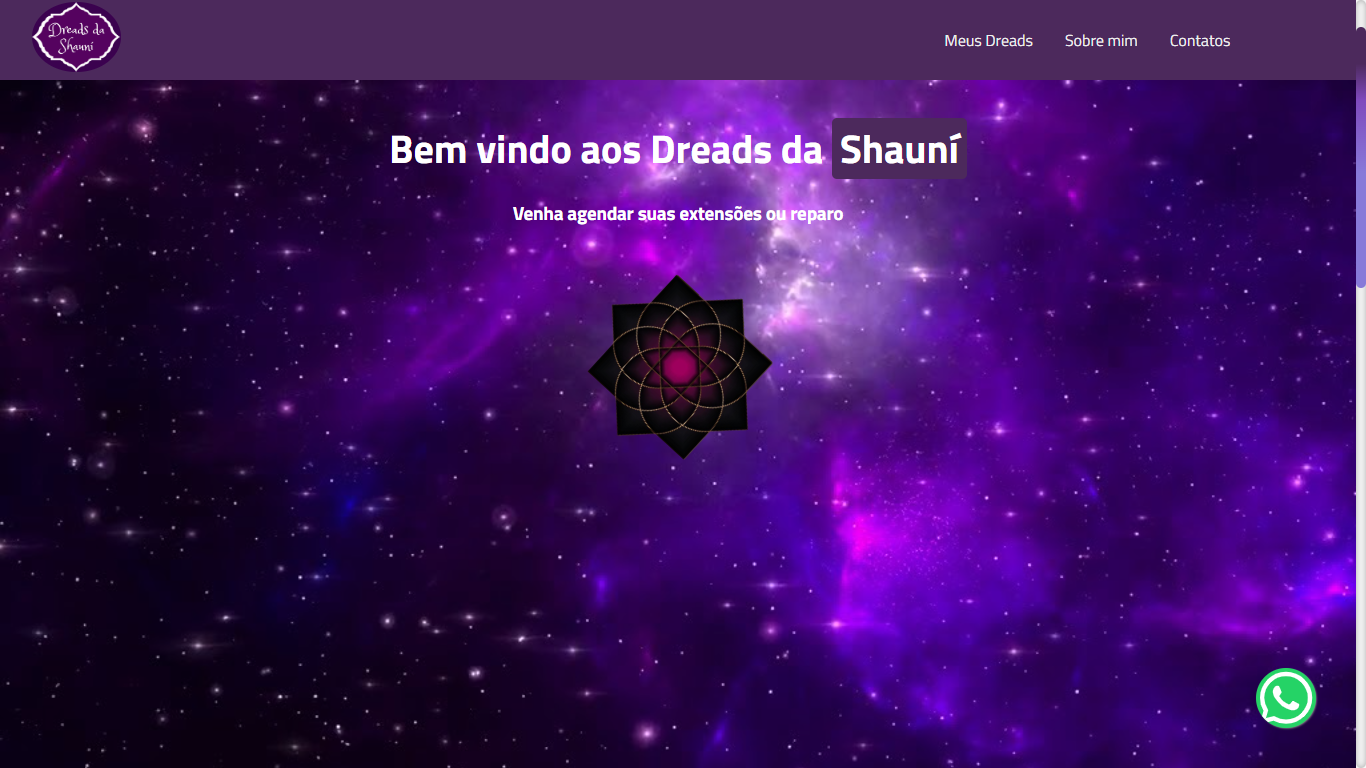 Dreads da
Shauní
Meus Dreads
Sobre mim
Contatos
Bem vindo aos Dreads da Shauní
Venha agendar suas extensões ou reparo